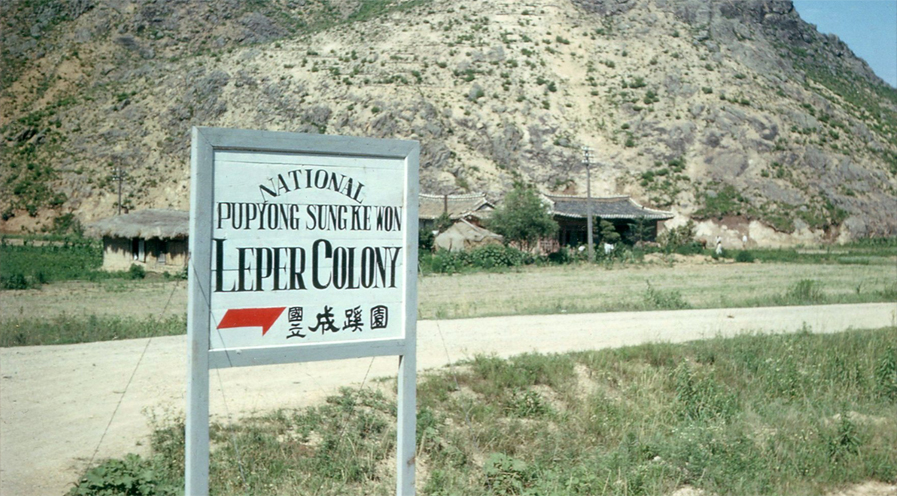 NATIONAL
PUPYONG SUNG KE WON
LEPER COLONY
國立 成蹊園